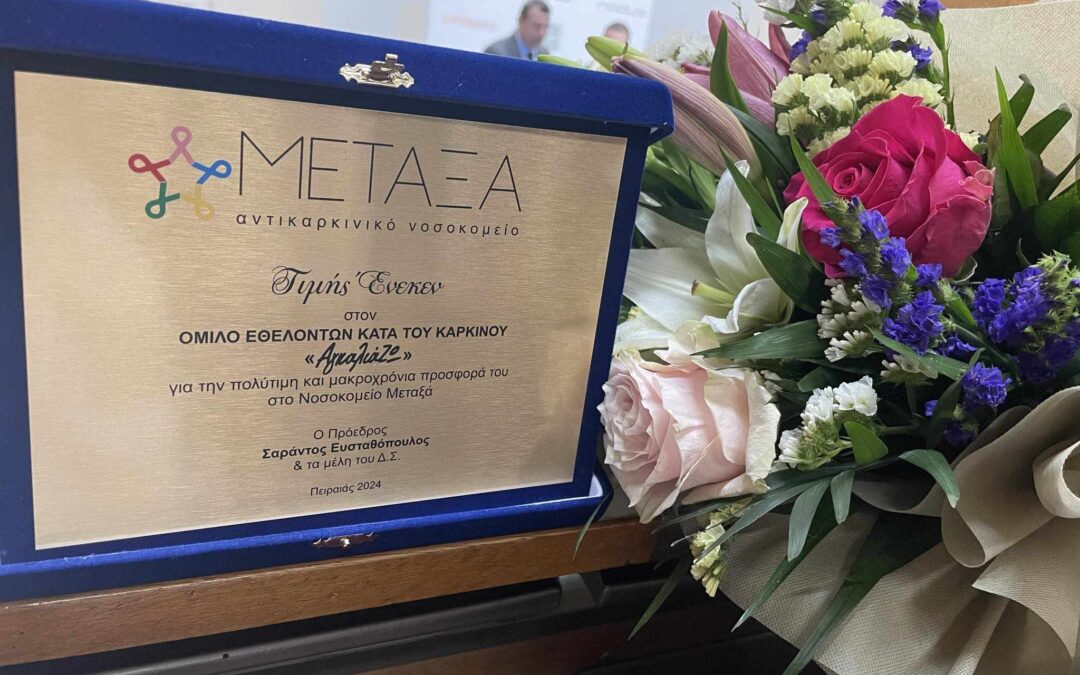 ΜΕΤΑΞΑ
αντικαρκινικό νοσοκομείο
Τιμής Ένεκεν
στον
ΟΜΙΛΟ ΕΘΕΛΟΝΤΩΝ ΚΑΤΑ ΤΟΥ ΚΑΡΚΙΝΟΥ
«Αγκαλιάζω»
για την πολύτιμη και μακροχρόνια προσφορά του
στο Νοσοκομείο Μεταξά
Ο Πρόεδρος
Σαράντος Ευσταθόπουλος
& τα μέλη του Δ.Σ.
Πειραιάς 2024